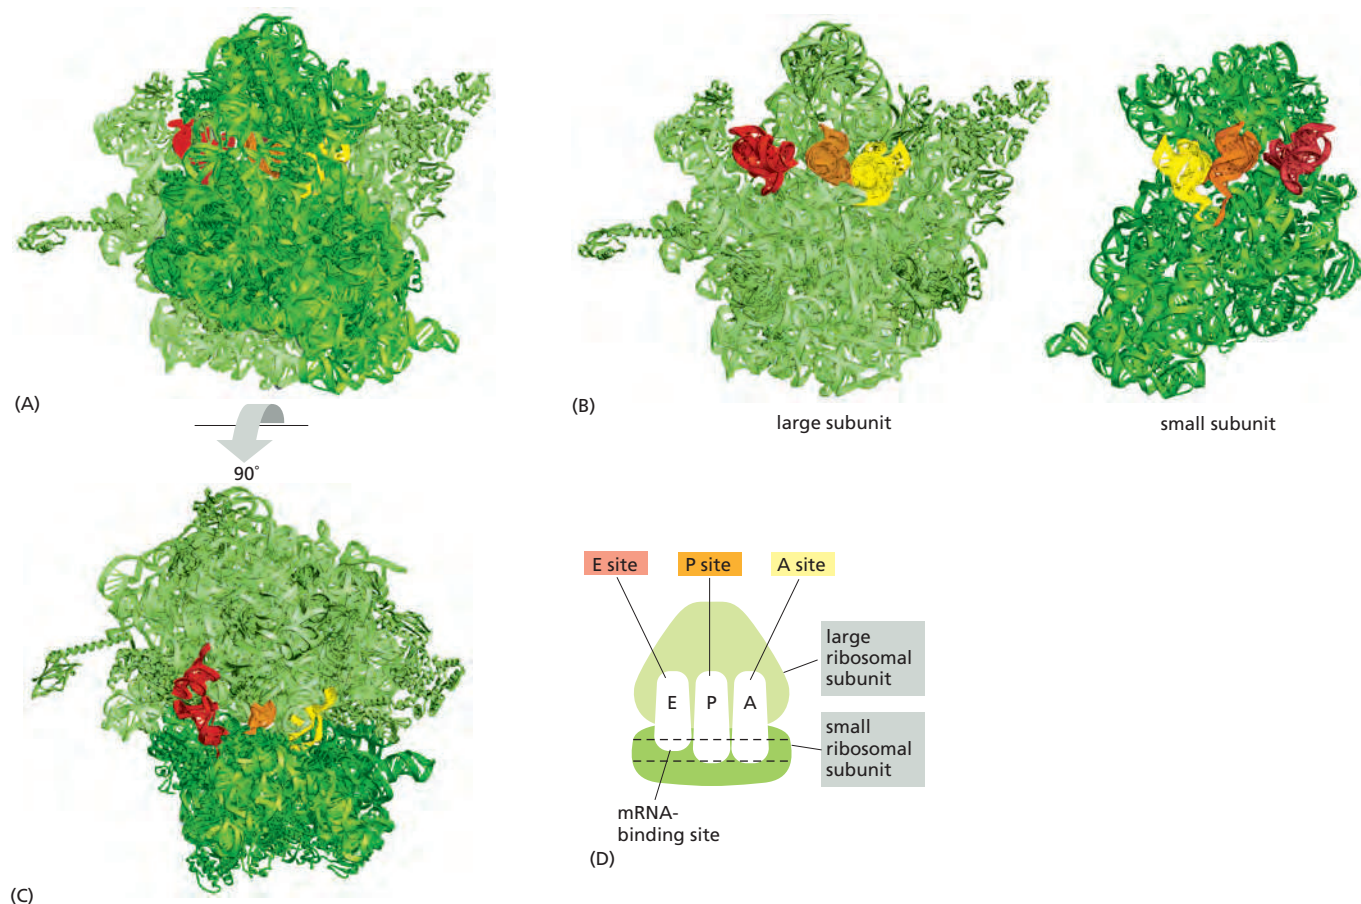 (A)
90°
(B)
large subunit
small subunit
(C)
E site
P site
A site
E
P
A
large
ribosomal
subunit
small
ribosomal
subunit
mRNA-
binding site
(D)